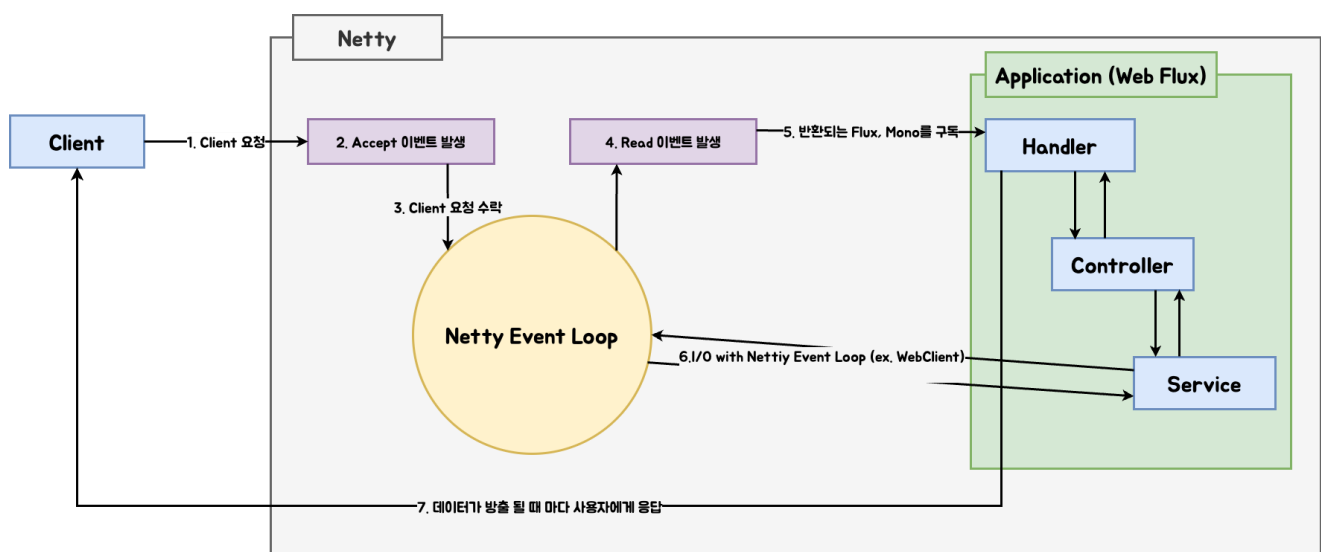 Netty
Application (Web Flux)
Client
1. Client 요청
2. Accept 이벤트 발생
4. Read 이벤트 발생
5. 반환되는 Flux, Mono를 구독
Handler
3. Client 요청 수락
Controller
Netty Event Loop
6.I/O with Nettiy Event Loop (ex. WebClient)
Service
7. 데이터가 방출 될 때 마다 사용자에게 응답